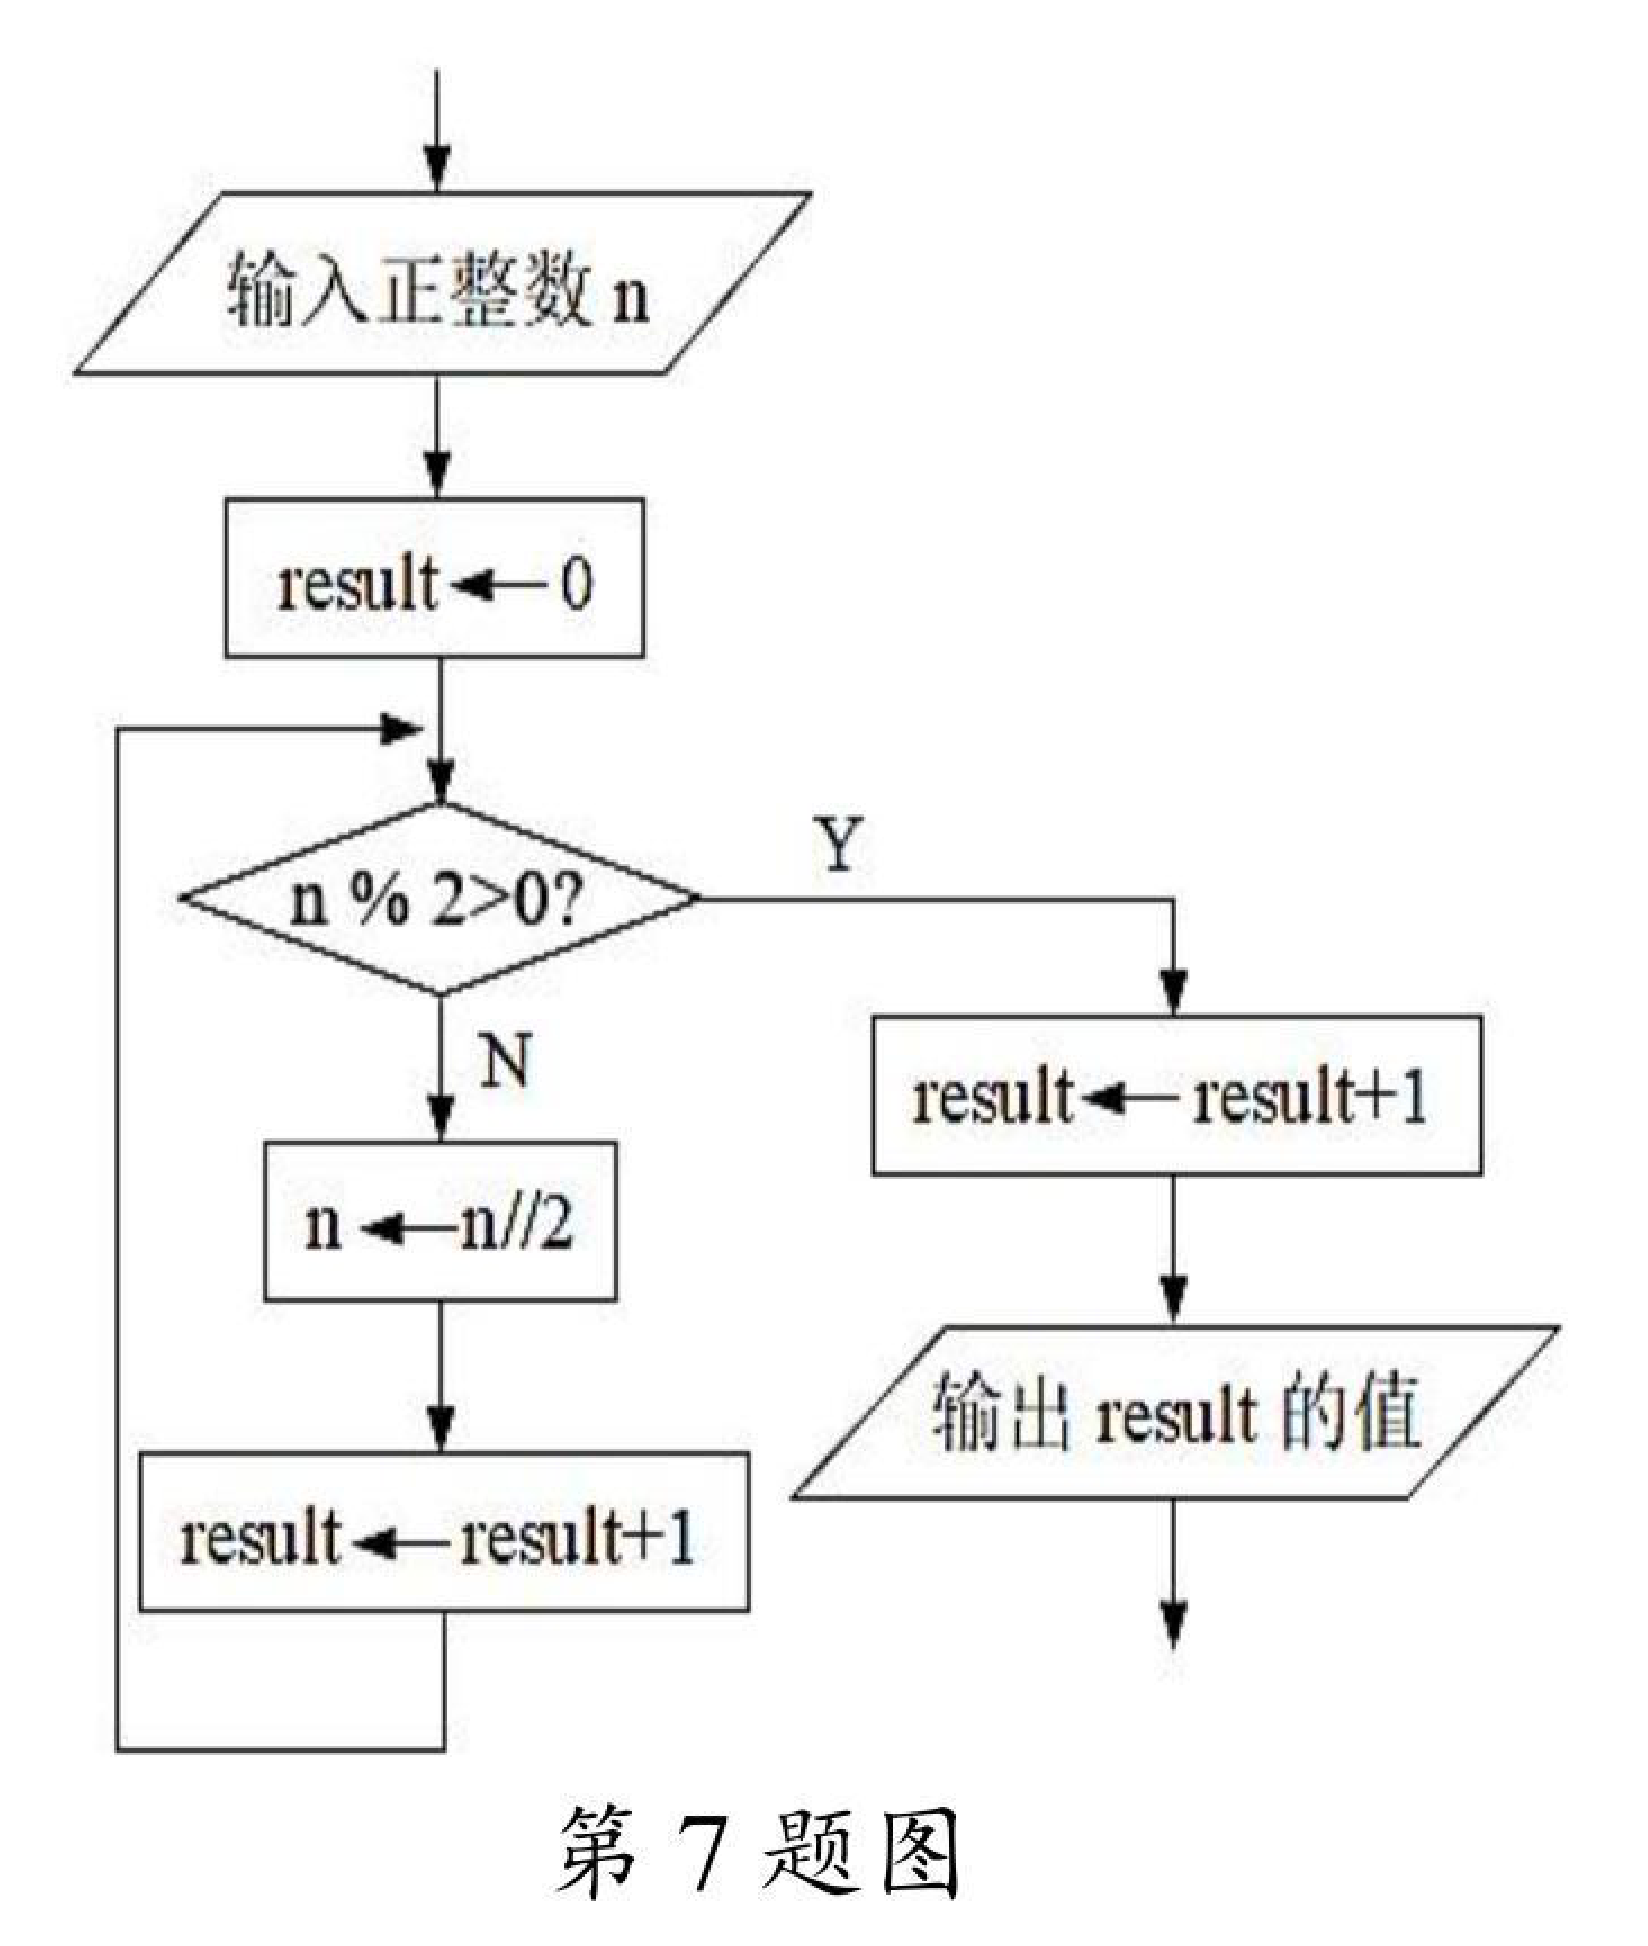 输入正整数 n
result ← 0
n % 2>0?
Y
N
n ← n//2
result ← result+1
result ← result+1
输出 result 的值
第 7 题图